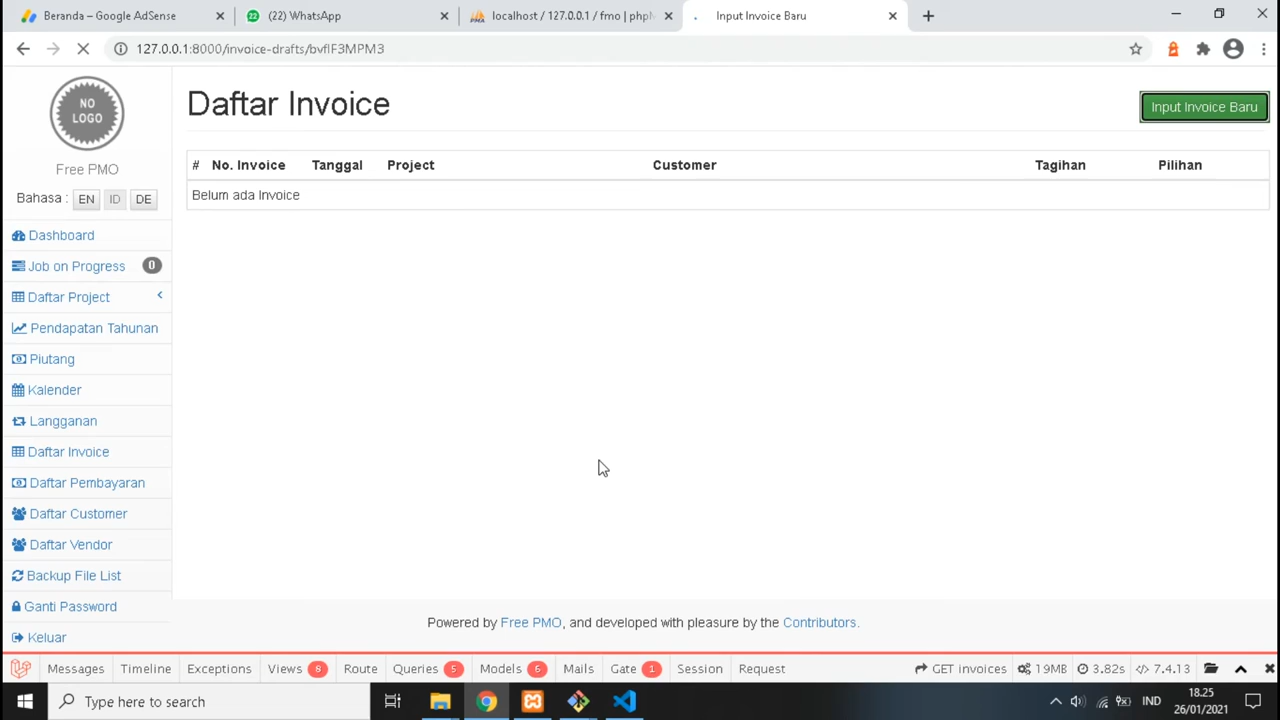 Beranda – Google AdSense
(22) WhatsApp
localhost / 127.0.0.1 / fmo | phpM
Input Invoice Baru
127.0.0.1:8000/invoice-drafts/bvflF3MPM3
NO
LOGO
Free PMO
Bahasa : EN ID DE
Dashboard
Job on Progress 0
Daftar Project
Pendapatan Tahunan
Piutang
Kalender
Langganan
Daftar Invoice
Daftar Pembayaran
Daftar Customer
Daftar Vendor
Backup File List
Ganti Password
Keluar
Daftar Invoice
Input Invoice Baru
# No. Invoice Tanggal Project Customer Tagihan Pilihan
Belum ada Invoice
Powered by Free PMO, and developed with pleasure by the Contributors.
Messages Timeline Exceptions Views 8 Route Queries 5 Models 6 Mails Gate 1 Session Request GET invoices 19MB 3.82s 7.4.13
Type here to search
IND
18.25
26/01/2021